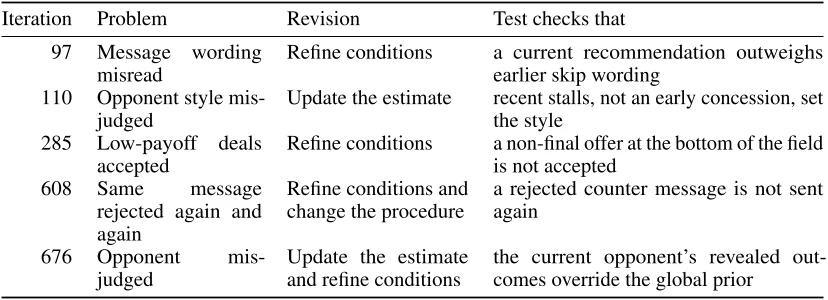 Iteration Problem Revision Test checks that
97 Message wording Refine conditions a current recommendation outweighs
misread earlier skip wording
110 Opponent style mis- Update the estimate recent stalls, not an early concession, set
judged the style
285 Low-payoff deals Refine conditions a non-final offer at the bottom of the field
accepted is not accepted
608 Same message Refine conditions and a rejected counter message is not sent
rejected again and change the procedure again
again
676 Opponent mis- Update the estimate the current opponent's revealed out-
judged and refine conditions comes override the global prior